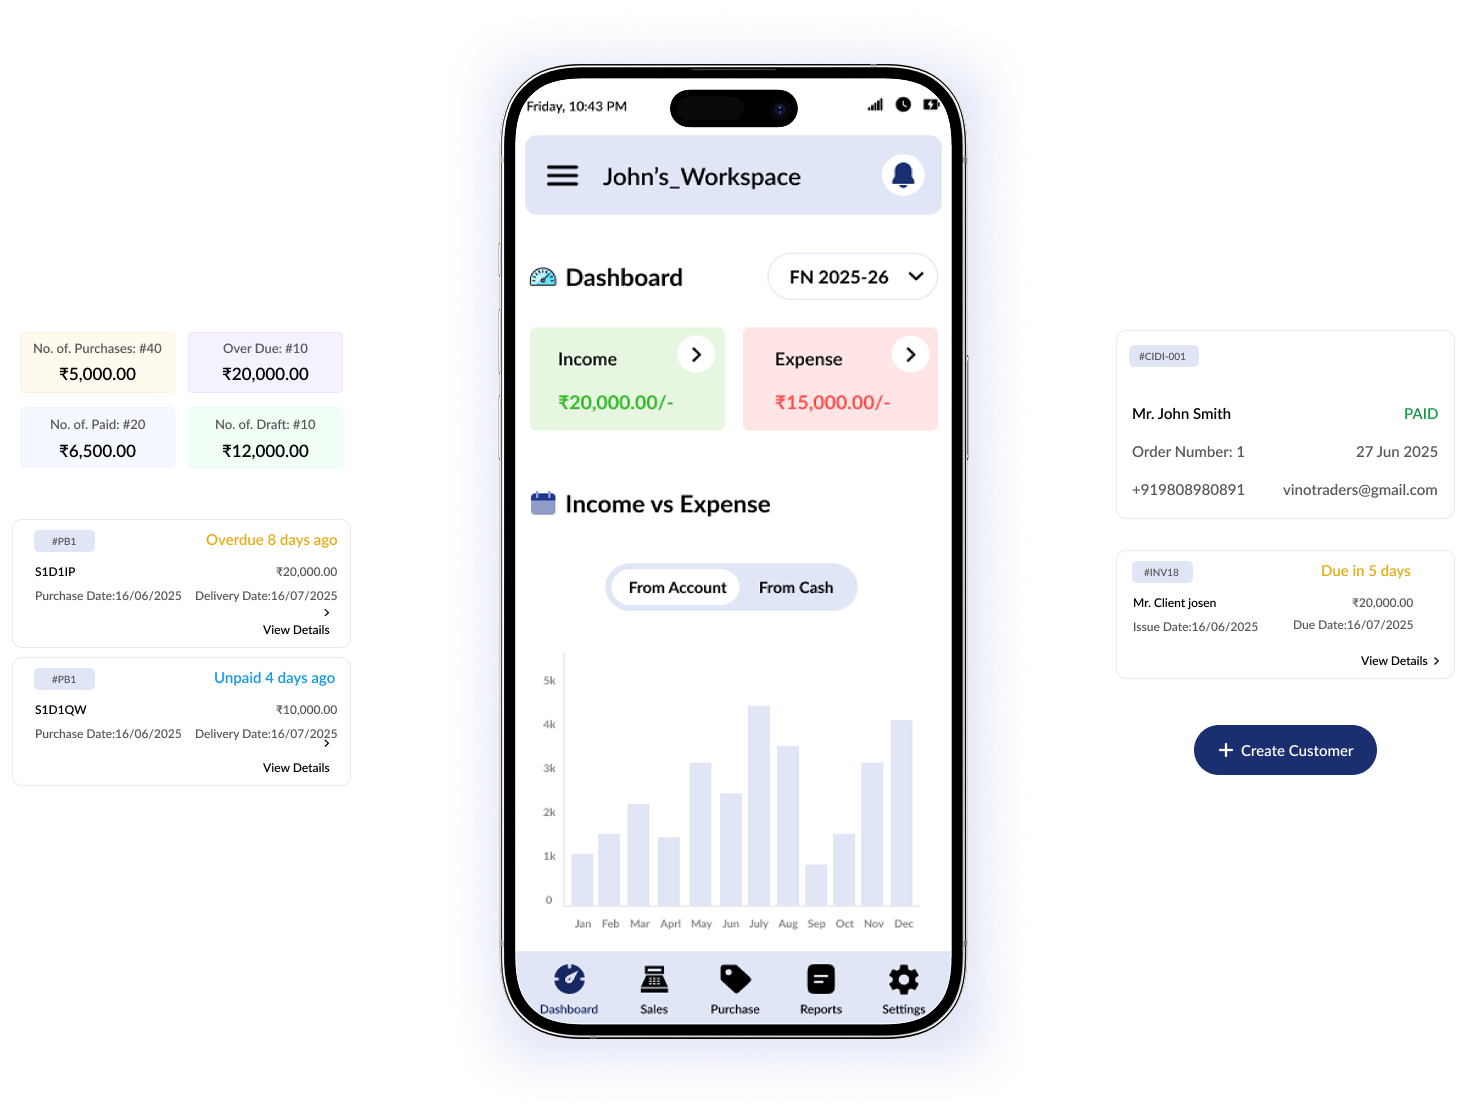 No. of. Purchases: #40
₹5,000.00
Over Due: #10
₹20,000.00
No. of. Paid: #20
₹6,500.00
No. of. Draft: #10
₹12,000.00
#PB1
Overdue 8 days ago
S1D1IP
₹20,000.00
Purchase Date:16/06/2025
Delivery Date:16/07/2025
View Details
#PB1
Unpaid 4 days ago
S1D1QW
₹10,000.00
Purchase Date:16/06/2025
Delivery Date:16/07/2025
View Details
Friday, 10:43 PM
John’s_Workspace
Dashboard
FN 2025-26
Income
₹20,000.00/-
Expense
₹15,000.00/-
Income vs Expense
From Account
From Cash
5k
4k
3k
2k
1k
0
Jan Feb Mar Aprl May Jun July Aug Sep Oct Nov Dec
Dashboard
Sales
Purchase
Reports
Settings
#CIDI-001
Mr. John Smith
PAID
Order Number: 1
27 Jun 2025
+919808980891
vinotraders@gmail.com
#INV18
Due in 5 days
Mr. Client josen
₹20,000.00
Issue Date:16/06/2025
Due Date:16/07/2025
View Details
+ Create Customer